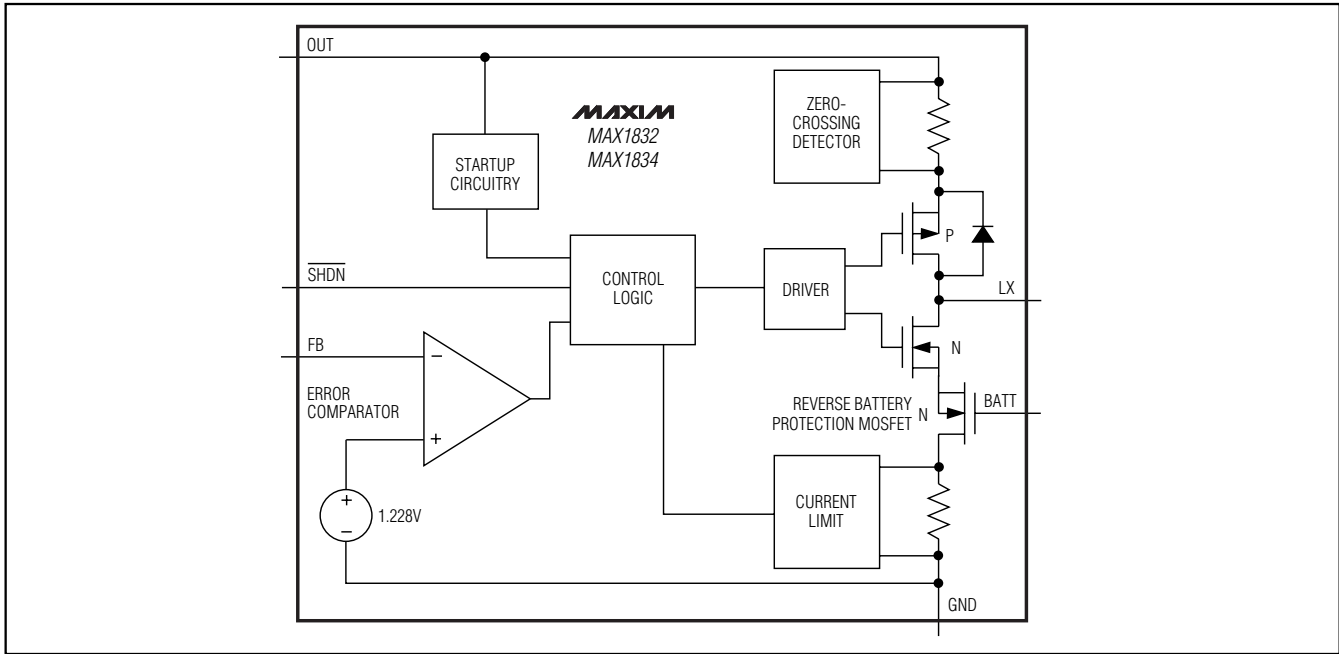 OUT
MAXIM
MAX1832
MAX1834
ZERO-
CROSSING
DETECTOR
STARTUP
CIRCUITRY
P
SHDN
CONTROL
LOGIC
DRIVER
LX
FB
−
N
ERROR
COMPARATOR
+
REVERSE BATTERY
PROTECTION MOSFET
N
BATT
+
−
1.228V
CURRENT
LIMIT
GND